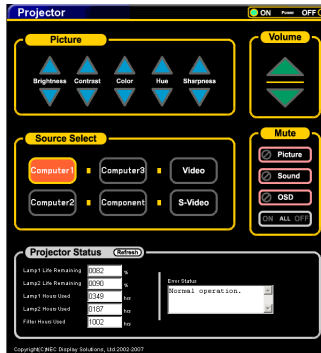 Projector
ON Power OFF
Picture
Brightness Contrast Color Hue Sharpness
Volume
Source Select
Computer1 Computer3 Video
Computer2 Component S-Video
Mute
Picture
Sound
OSD
ON ALL OFF
Projector Status (Refresh)
Lamp1 Life Remaining 0082 %
Lamp2 Life Remaining 0090 %
Lamp1 Hours Used 0349 hrs
Lamp2 Hours Used 0187 hrs
Filter Hours Used 1002 hrs
Error Status
Normal operation.
Copyright(C)NEC Display Solutions, Ltd.2002-2007